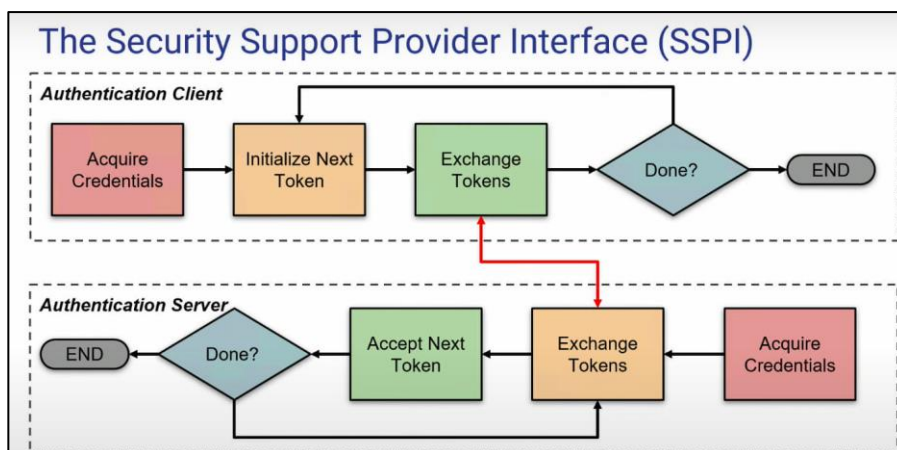 The Security Support Provider Interface (SSPI)
Authentication Client
Acquire
Credentials
Initialize Next
Token
Exchange
Tokens
Done?
END
Authentication Server
END
Done?
Accept Next
Token
Exchange
Tokens
Acquire
Credentials